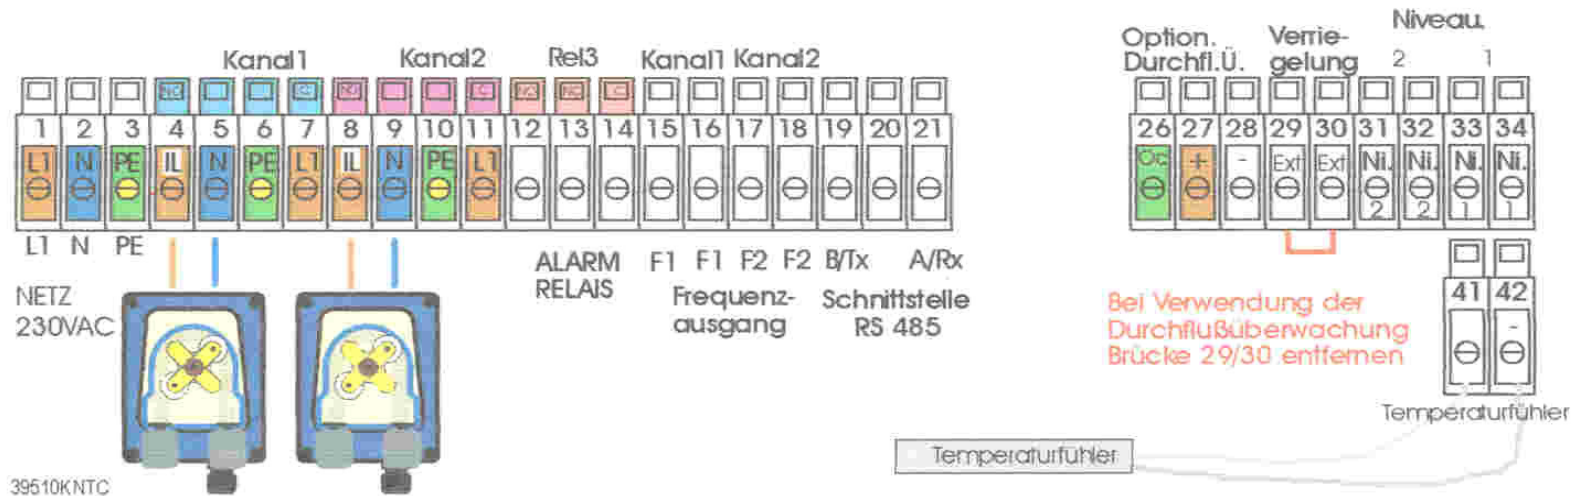 Kanal1 Kanal2 Rel3 Kanal1 Kanal2
NO C NO C NO NC C
1 2 3 4 5 6 7 8 9 10 11 12 13 14 15 16 17 18 19 20 21
L1 N PE IL N PE L1 IL N PE L1
L1 N PE
NETZ
230VAC
ALARM
RELAIS
F1 F1 F2 F2 B/Tx A/Rx
Frequenz-
ausgang
Schnittstelle
RS 485
39510KNTC
Option.
Durchfl.Ü.
Verrie-
gelung
Niveau
2 1
26 27 28 29 30 31 32 33 34
Oc + - Ext Ext Ni. Ni. Ni. Ni.
2 2 1 1
Bei Verwendung der
Durchflußüberwachung
Brücke 29/30 entfernen
41 42
-
Temperaturfühler
Temperaturfühler